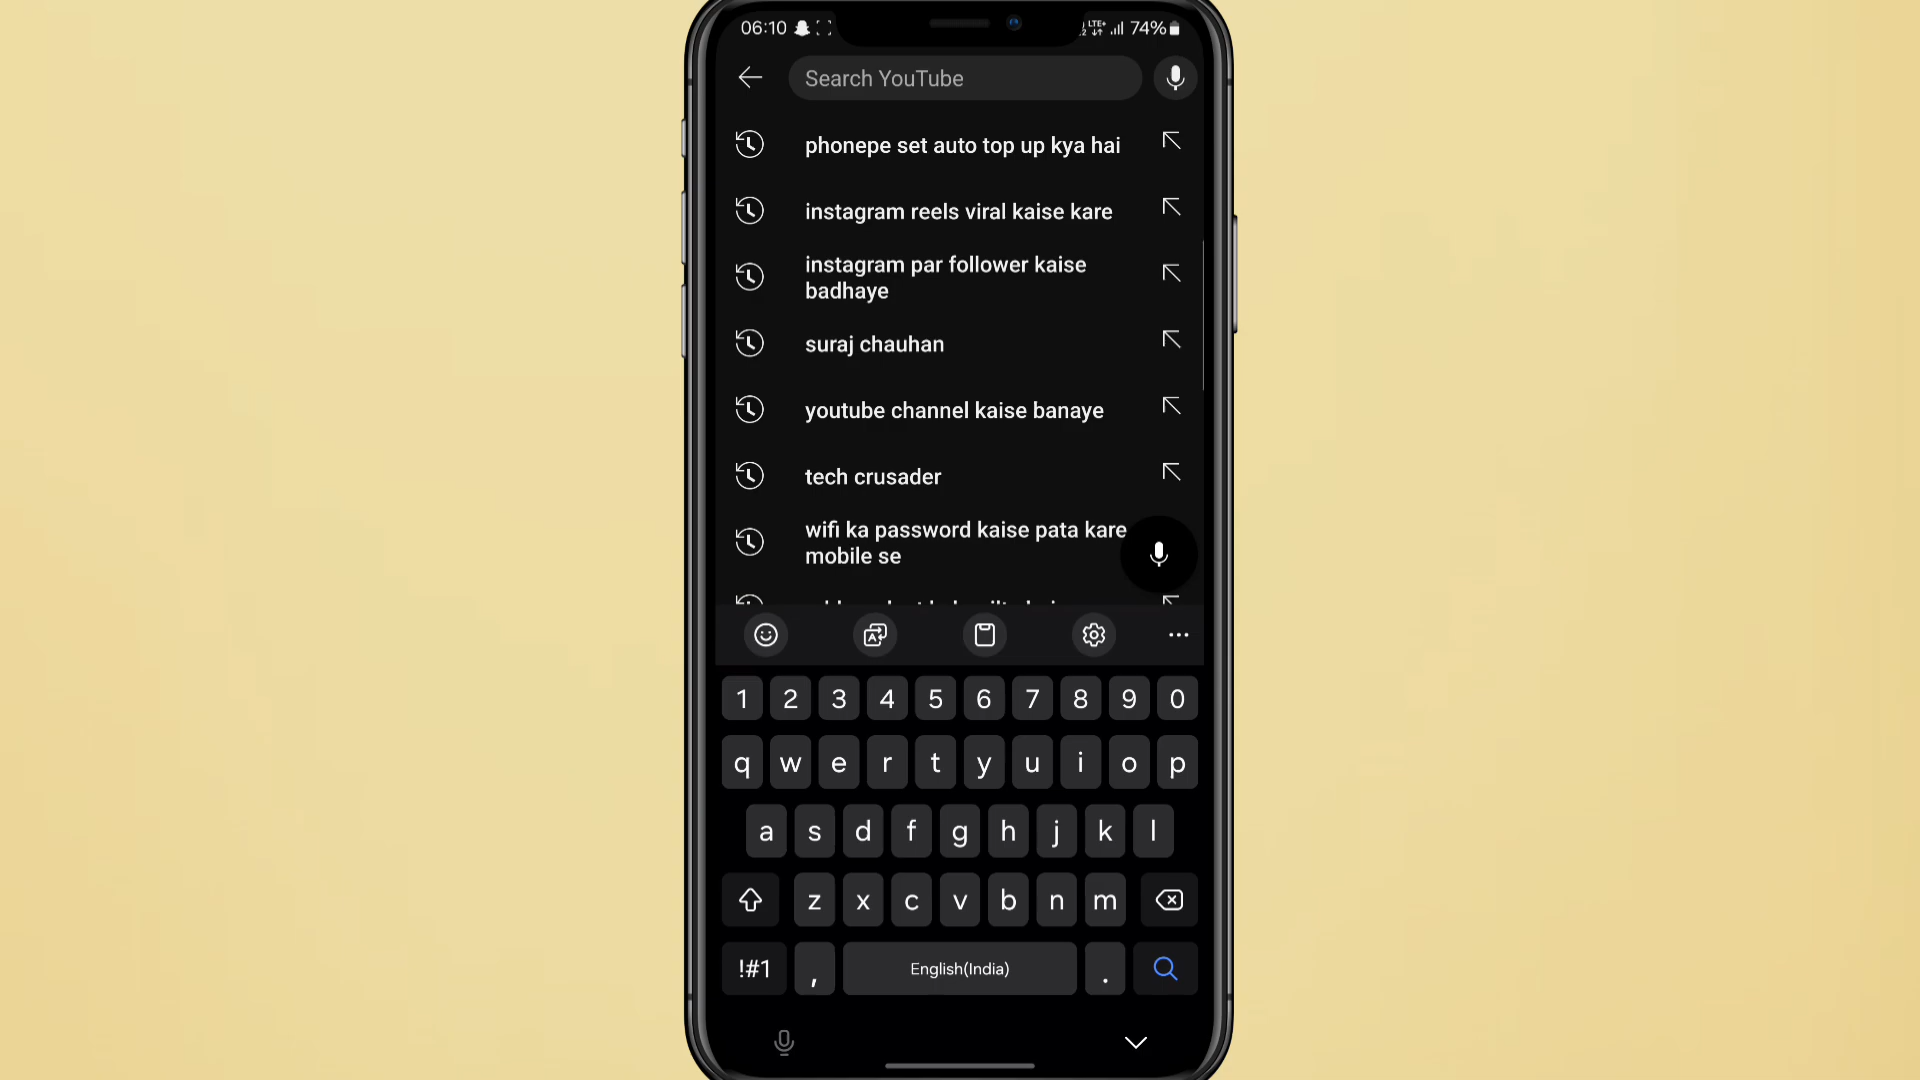 06:10
LTE+ 74%
Search YouTube
phonepe set auto top up kya hai
instagram reels viral kaise kare
instagram par follower kaise
badhaye
suraj chauhan
youtube channel kaise banaye
tech crusader
wifi ka password kaise pata kare
mobile se
1 2 3 4 5 6 7 8 9 0
q w e r t y u i o p
a s d f g h j k l
z x c v b n m
!#1 , English(India) .